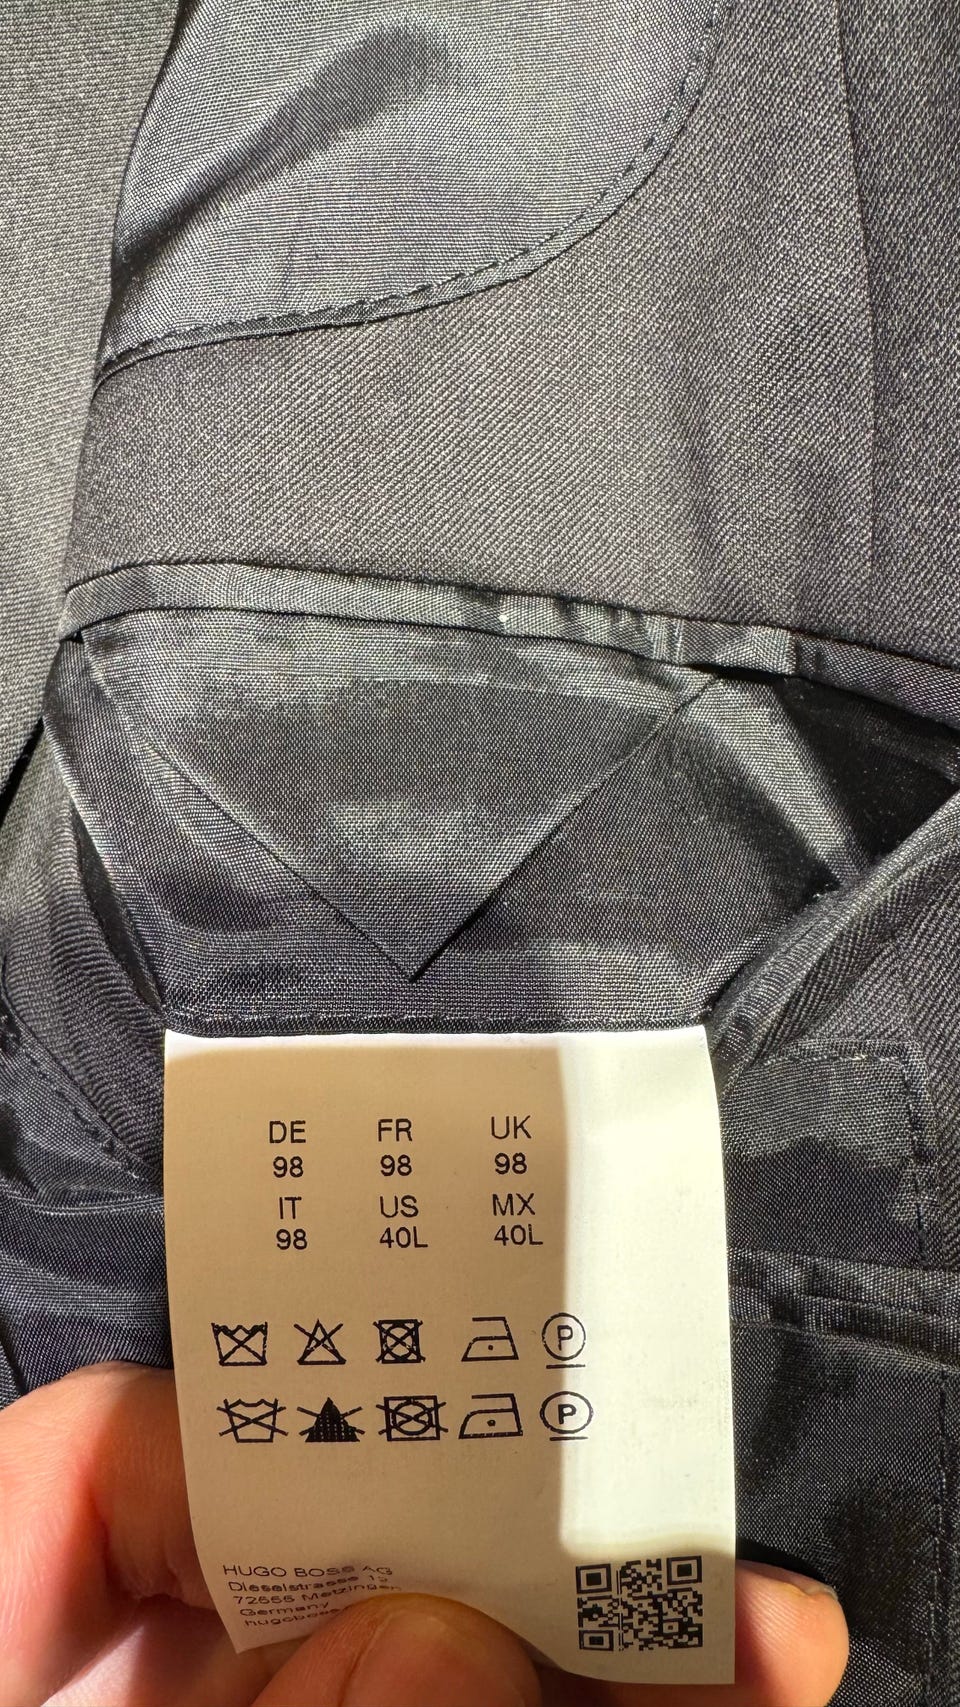 DE FR UK
98 98 98
IT US MX
98 40L 40L
P
P
HUGO BOSS AG
Dieselstrasse 12
72555 Metzingen
Germany